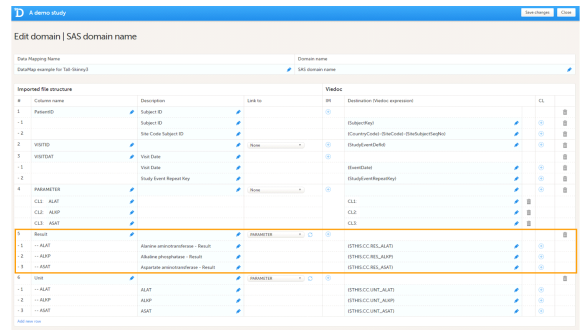 A demo study
Save changes Close
Edit domain | SAS domain name
Data Mapping Name Domain name
DataMap example for Tall-Skinny3 SAS domain name
Imported file structure Viedoc
# Column name Description Link to IM Destination (Viedoc expression) CL
1 PatientID Subject ID
- 1 Subject ID {SubjectKey}
- 2 Site Code Subject ID {CountryCode}-{SiteCode}-{SiteSubjectSeqNo}
2 VISITID None {StudyEventDefId}
3 VISITDAT Visit Date
- 1 Visit Date {EventDate}
- 2 Study Event Repeat Key {StudyEventRepeatKey}
4 PARAMETER None
CL1: ALAT CL1:
CL2: ALKP CL2:
CL3: ASAT CL3:
5 Result PARAMETER
- 1 -- ALAT Alanine aminotransferase - Result {STHIS.CC.RES_ALAT}
- 2 -- ALKP Alkaline phosphatase - Result {STHIS.CC.RES_ALKP}
- 3 -- ASAT Aspartate aminotransferase - Result {STHIS.CC.RES_ASAT}
6 Unit PARAMETER
- 1 -- ALAT ALAT {STHIS.CC.UNT_ALAT}
- 2 -- ALKP ALKP {STHIS.CC.UNT_ALKP}
- 3 -- ASAT ASAT {STHIS.CC.UNT_ASAT}
Add new row